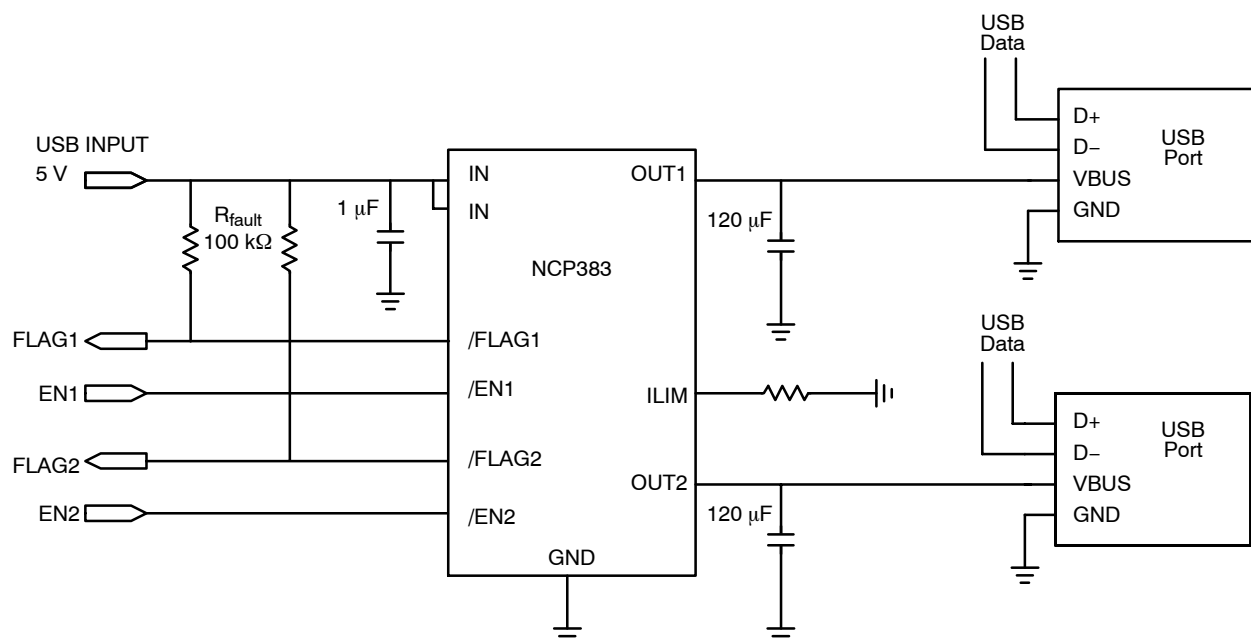 USB
Data
D+
D−
VBUS
GND
USB
Port
USB INPUT
5 V
Rfault
100 kΩ
1 μF
IN
IN
OUT1
120 μF
NCP383
FLAG1
/FLAG1
EN1
/EN1
ILIM
FLAG2
/FLAG2
OUT2
EN2
/EN2
GND
120 μF
USB
Data
D+
D−
VBUS
GND
USB
Port